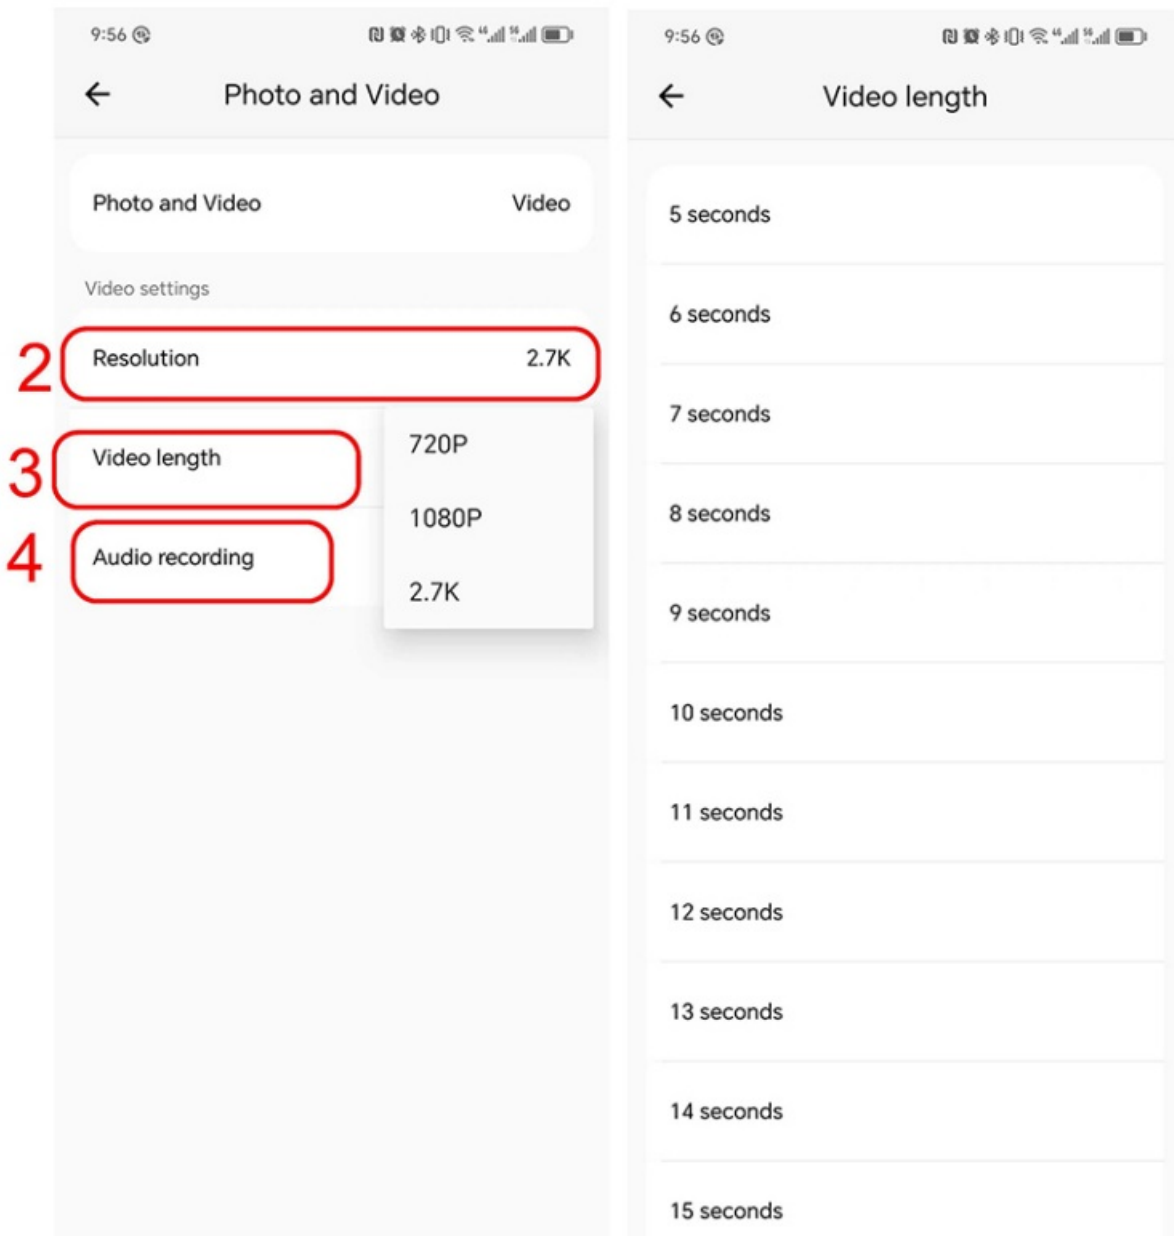 9:56
Photo and Video
Photo and Video Video
Video settings
2 Resolution 2.7K
720P
3 Video length
1080P
4 Audio recording
2.7K
9:56
Video length
5 seconds
6 seconds
7 seconds
8 seconds
9 seconds
10 seconds
11 seconds
12 seconds
13 seconds
14 seconds
15 seconds